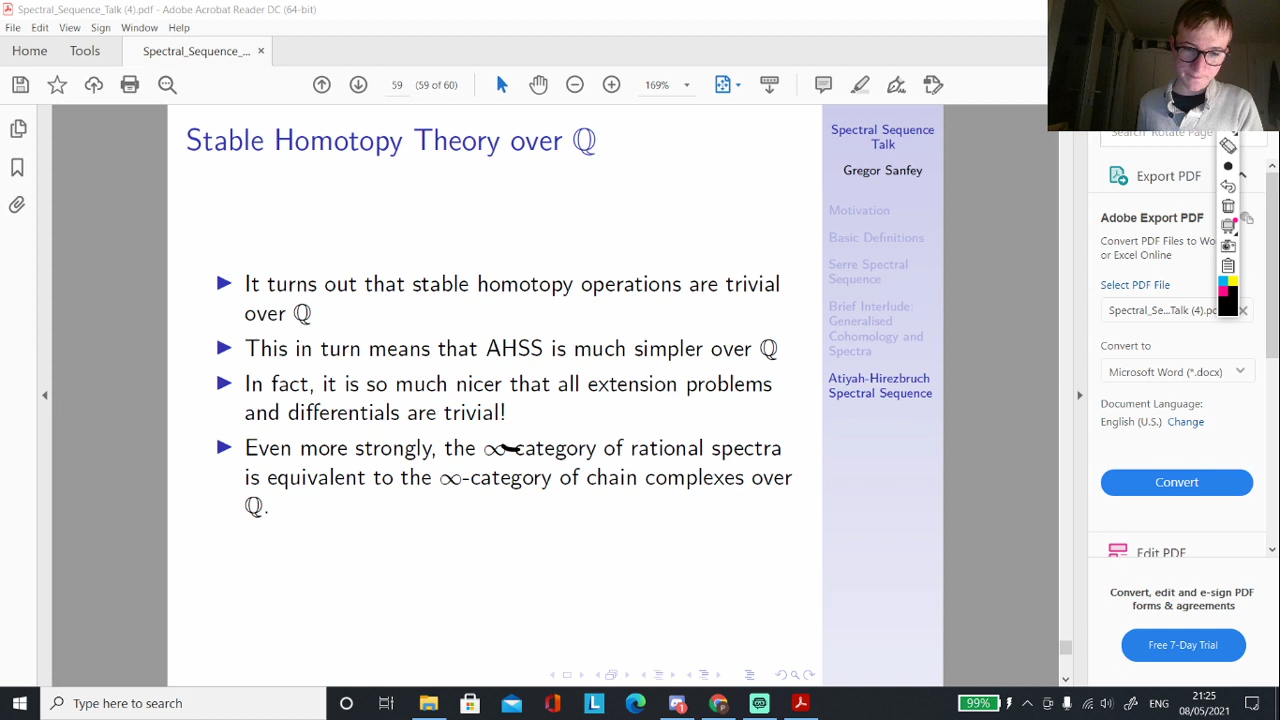 Spectral_Sequence_Talk (4).pdf - Adobe Acrobat Reader DC (64-bit)
File Edit View Sign Window Help
Home Tools Spectral_Sequence_... ×
59 (59 of 60) 169%
Stable Homotopy Theory over ℚ
It turns out that stable homotopy operations are trivial
over ℚ
This in turn means that AHSS is much simpler over ℚ
In fact, it is so much nicer that all extension problems
and differentials are trivial!
Even more strongly, the ∞-category of rational spectra
is equivalent to the ∞-category of chain complexes over
ℚ.
Spectral Sequence
Talk
Gregor Sanfey
Motivation
Basic Definitions
Serre Spectral
Sequence
Brief Interlude:
Generalised
Cohomology and
Spectra
Atiyah-Hirezbruch
Spectral Sequence
Search 'Rotate Page'
Export PDF
Adobe Export PDF
Convert PDF Files to Wo
or Excel Online
Select PDF File
Spectral_Se...Talk (4).pd
Convert to
Microsoft Word (*.docx)
Document Language:
English (U.S.) Change
Convert
Edit PDF
Convert, edit and e-sign PDF
forms & agreements
Free 7-Day Trial
Type here to search
99%
ENG
21:25
08/05/2021